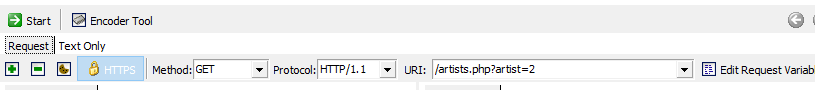 Start Encoder Tool
Request Text Only
HTTPS Method: GET Protocol: HTTP/1.1 URI: /artists.php?artist=2 Edit Request Variabl